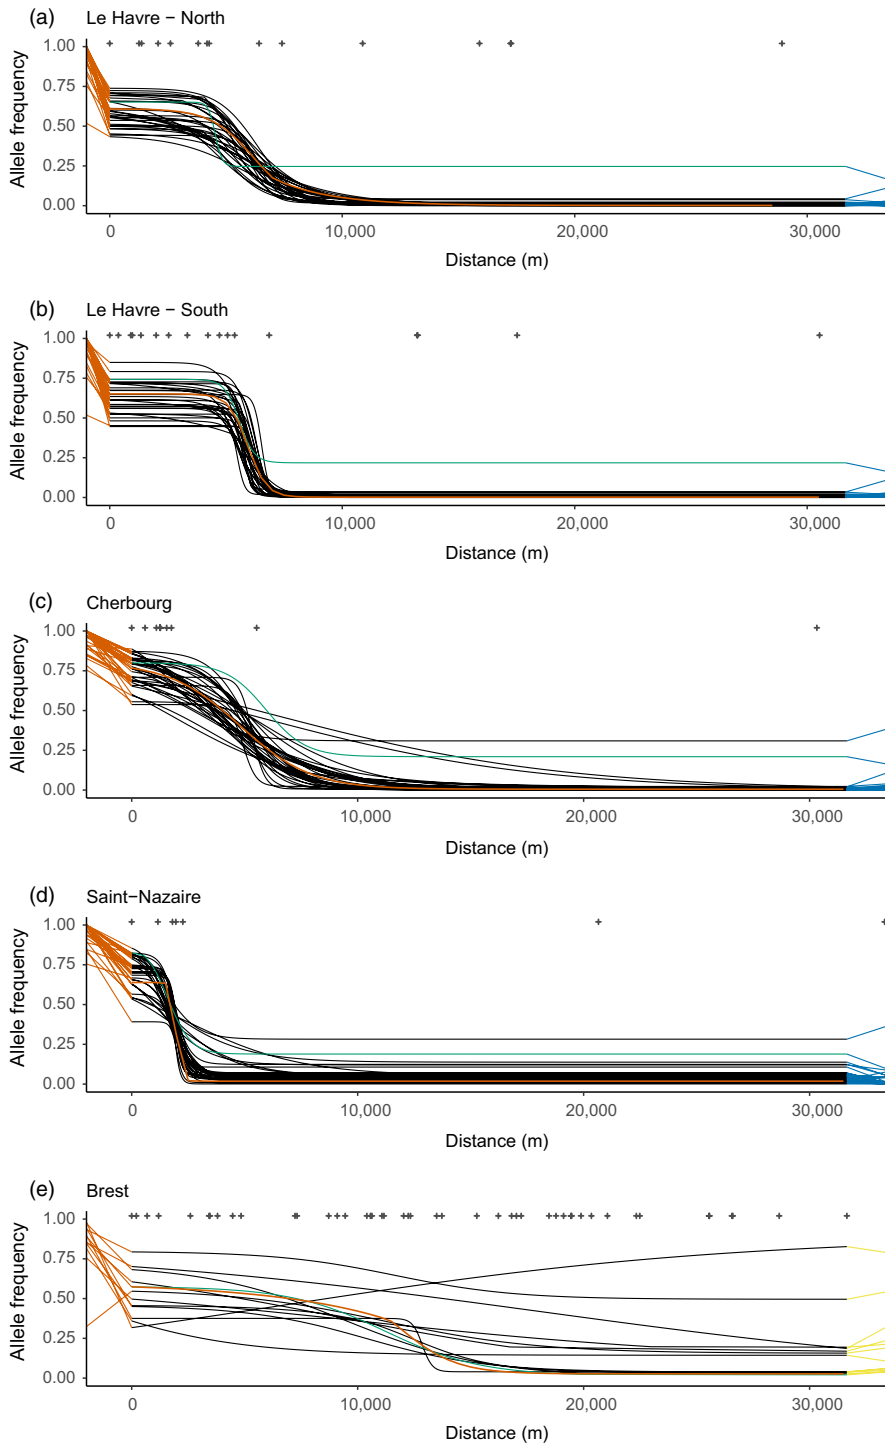 (a) Le Havre − North
Allele frequency
1.00
0.75
0.50
0.25
0.00
0 10,000 20,000 30,000
Distance (m)
(b) Le Havre − South
Allele frequency
1.00
0.75
0.50
0.25
0.00
0 10,000 20,000 30,000
Distance (m)
(c) Cherbourg
Allele frequency
1.00
0.75
0.50
0.25
0.00
0 10,000 20,000 30,000
Distance (m)
(d) Saint−Nazaire
Allele frequency
1.00
0.75
0.50
0.25
0.00
0 10,000 20,000 30,000
Distance (m)
(e) Brest
Allele frequency
1.00
0.75
0.50
0.25
0.00
0 10,000 20,000 30,000
Distance (m)